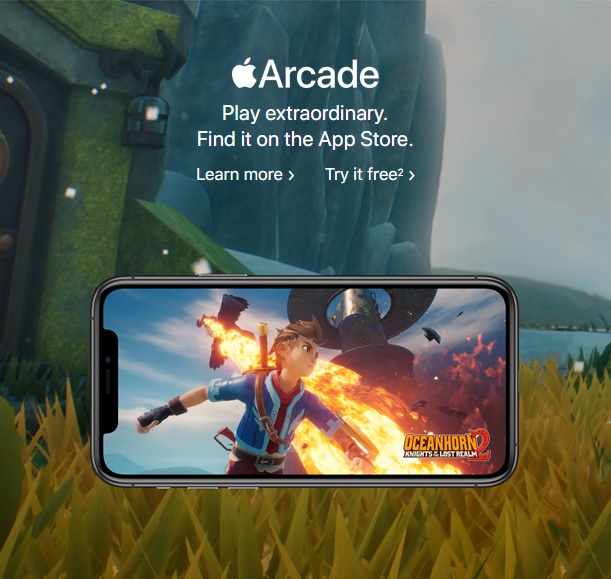 Arcade
Play extraordinary.
Find it on the App Store.
Learn more > Try it free² >
OCEANHORN 2
KNIGHTS OF THE LOST REALM